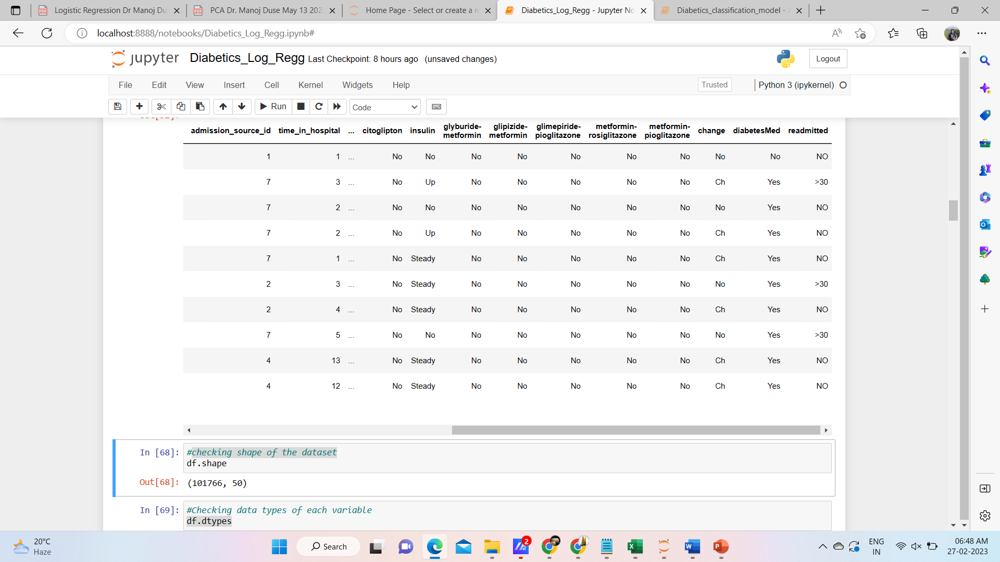 Logistic Regression Dr Manoj Du
PCA Dr. Manoj Duse May 13 202
Home Page - Select or create a n
Diabetics_Log_Regg - Jupyter No
Diabetics_classification_model - J
localhost:8888/notebooks/Diabetics_Log_Regg.ipynb#
jupyter Diabetics_Log_Regg Last Checkpoint: 8 hours ago (unsaved changes)
Logout
File Edit View Insert Cell Kernel Widgets Help
Trusted
Python 3 (ipykernel)
Run
Code
admission_source_id time_in_hospital ... citoglipton insulin glyburide-metformin glipizide-metformin glimepiride-pioglitazone metformin-rosiglitazone metformin-pioglitazone change diabetesMed readmitted
1 1 ... No No No No No No No No No NO
7 3 ... No Up No No No No No Ch Yes >30
7 2 ... No No No No No No No No Yes NO
7 2 ... No Up No No No No No Ch Yes NO
7 1 ... No Steady No No No No No Ch Yes NO
2 3 ... No Steady No No No No No No Yes >30
2 4 ... No Steady No No No No No Ch Yes NO
7 5 ... No No No No No No No No Yes >30
4 13 ... No Steady No No No No No Ch Yes NO
4 12 ... No Steady No No No No No Ch Yes NO
In [68]: #checking shape of the dataset
df.shape
Out[68]: (101766, 50)
In [69]: #Checking data types of each variable
df.dtypes
20°C
Haze
Search
2
ENG
IN
06:48 AM
27-02-2023